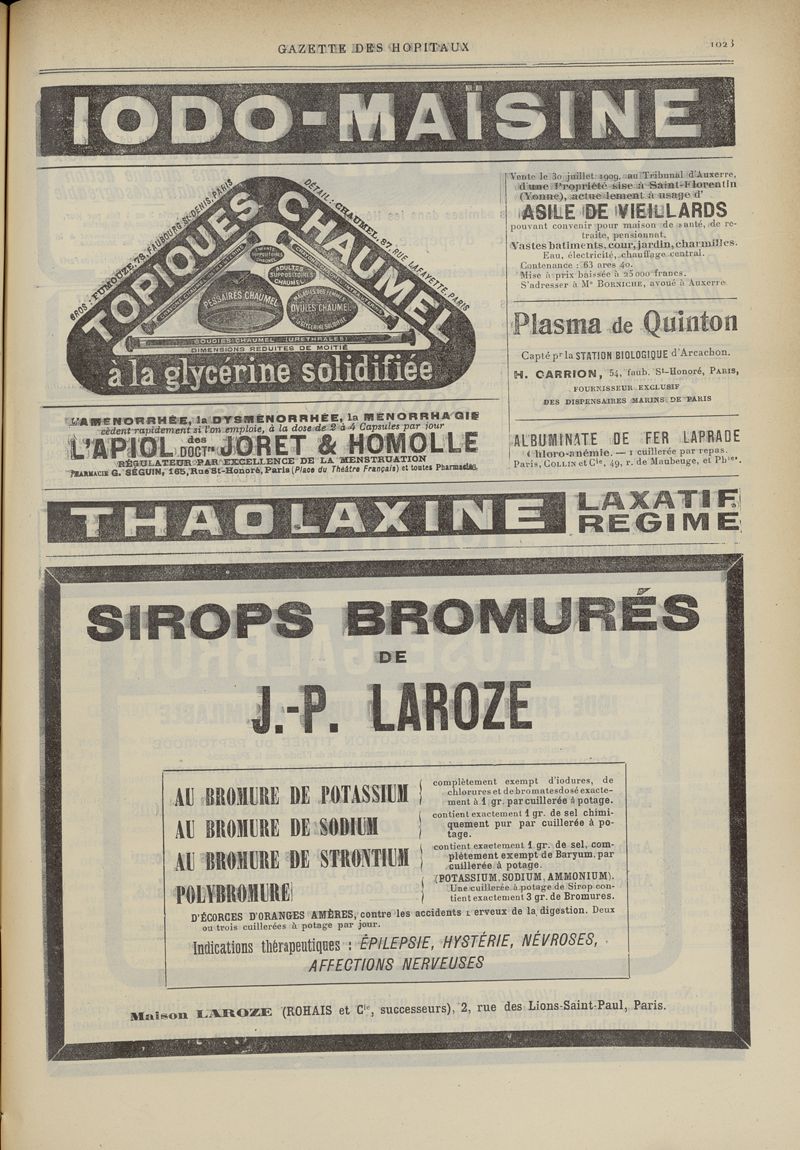 GAZETTE DES HOPITAUX
1023
IODO-MAÏSINE
GROS : FUMOUZE, 78, FAUBOURG ST-DENIS, PARIS
DÉTAIL : CHAUMEL, 87, RUE LAFAYETTE, PARIS
TOPIQUES CHAUMEL
ADULTES
SUPPOSITOIRES
CHAUMEL
PESSAIRES CHAUMEL
OVULES CHAUMEL
BOUGIES CHAUMEL (URÉTHRALES)
DIMENSIONS REDUITES DE MOITIÉ
à la glycérine solidifiée
L'AMÉNORRHÉE, la DYSMÉNORRHÉE, la MÉNORRHAGIE
cèdent rapidement si l'on emploie, à la dose de 2 à 4 Capsules par jour
L'APIOL des DOCTrs JORET & HOMOLLE
RÉGULATEUR PAR EXCELLENCE DE LA MENSTRUATION
PHARMACIE G. SÉGUIN, 165, Rue St-Honoré, Paris (Place du Théâtre Français) et toutes Pharmacies.
Vente le 30 juillet 1909, au Tribunal d'Auxerre,
d'une Propriété sise à Saint-Florentin
(Yonne), actuellement à usage d'
ASILE DE VIEILLARDS
pouvant convenir pour maison de santé, de re-
traite, pensionnat.
Vastes batiments, cour, jardin, charmilles.
Eau, électricité, chauffage central.
Contenance : 63 ares 40.
Mise à prix baissée à 25000 francs.
S'adresser à Me BORNICHE, avoué à Auxerre
Plasma de Quinton
Capté pr la STATION BIOLOGIQUE d'Arcachon.
H. CARRION, 54, faub. St-Honoré, PARIS,
FOURNISSEUR EXCLUSIF
DES DISPENSAIRES MARINS DE PARIS
ALBUMINATE DE FER LAPRADE
Chloro-anémie. — 1 cuillerée par repas.
Paris, COLLIN et Cie, 49, r. de Maubeuge, et Phies.
THAOLAXINE
LAXATIF
RÉGIME
SIROPS BROMURÉS
DE
J.-P. LAROZE
AU BROMURE DE POTASSIUM
complètement exempt d'iodures, de
chlorures et de bromates dosé exacte-
ment à 1 gr. par cuillerée à potage.
AU BROMURE DE SODIUM
contient exactement 1 gr. de sel chimi-
quement pur par cuillerée à po-
tage.
AU BROMURE DE STRONTIUM
contient exactement 1 gr. de sel, com-
plètement exempt de Baryum, par
cuillerée à potage.
POLYBROMURE
(POTASSIUM, SODIUM, AMMONIUM).
Une cuillerée à potage de Sirop con-
tient exactement 3 gr. de Bromures.
D'ÉCORCES D'ORANGES AMÈRES, contre les accidents nerveux de la digestion. Deux
ou trois cuillerées à potage par jour.
Indications thérapeutiques : ÉPILEPSIE, HYSTÉRIE, NÉVROSES,
AFFECTIONS NERVEUSES
Maison LAROZE (ROHAIS et Cie, successeurs), 2, rue des Lions-Saint-Paul, Paris.